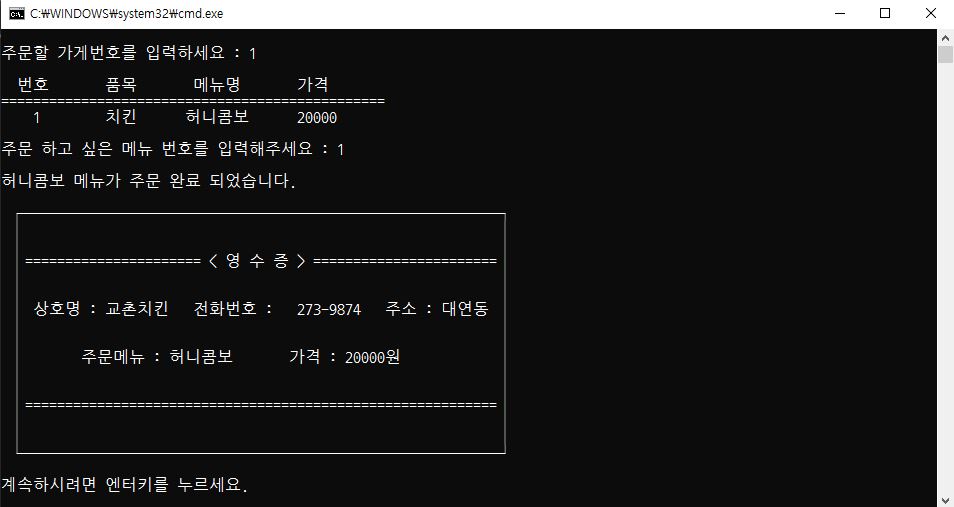 C:₩WINDOWS₩system32₩cmd.exe
주문할 가게번호를 입력하세요 : 1
번호 품목 메뉴명 가격
================================================
1 치킨 허니콤보 20000
주문 하고 싶은 메뉴 번호를 입력해주세요 : 1
허니콤보 메뉴가 주문 완료 되었습니다.
====================== < 영 수 증 > =======================
상호명 : 교촌치킨 전화번호 : 273-9874 주소 : 대연동
주문메뉴 : 허니콤보 가격 : 20000원
===========================================================
계속하시려면 엔터키를 누르세요.